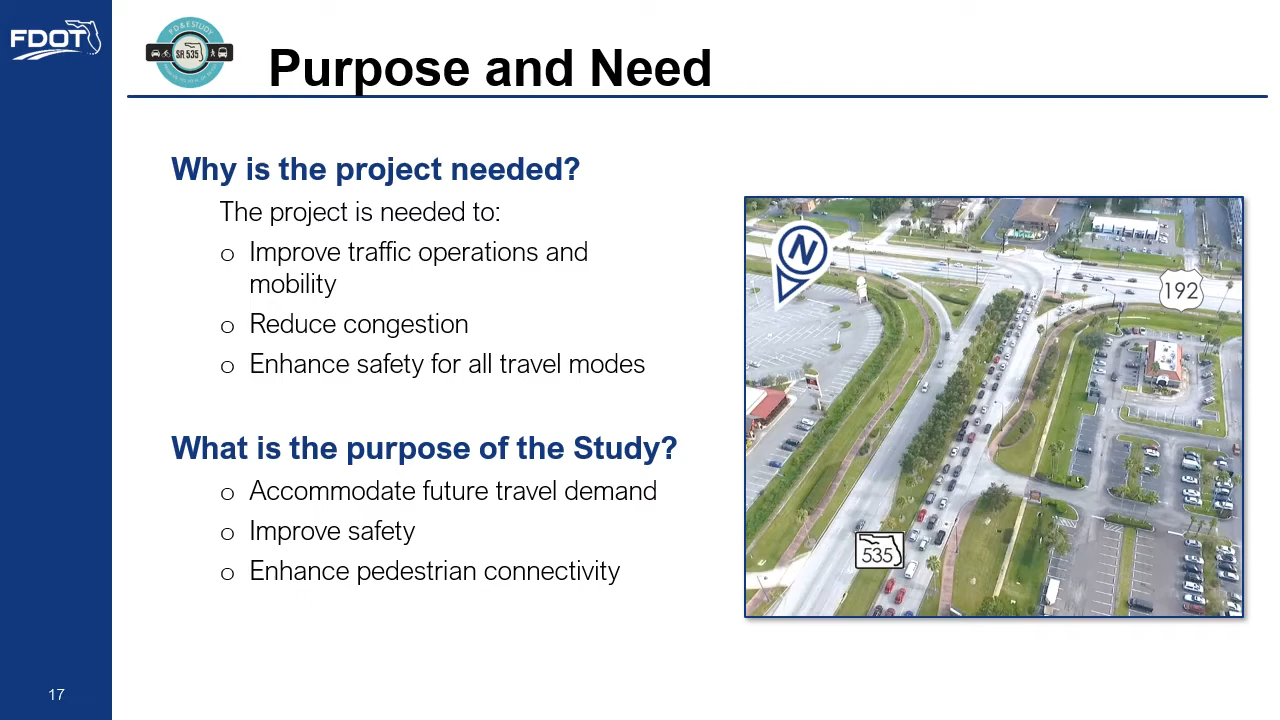 FDOT
PD&E STUDY
SR 535
Purpose and Need
Why is the project needed?
The project is needed to:
o Improve traffic operations and
mobility
o Reduce congestion
o Enhance safety for all travel modes
What is the purpose of the Study?
o Accommodate future travel demand
o Improve safety
o Enhance pedestrian connectivity
N
192
535
17